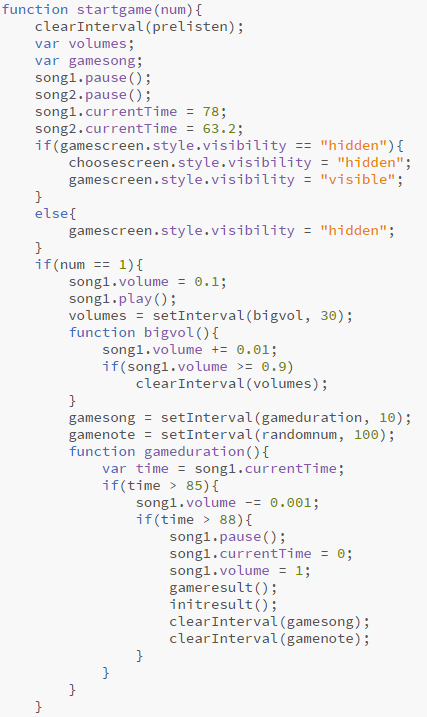 function startgame(num){
    clearInterval(prelisten);
    var volumes;
    var gamesong;
    song1.pause();
    song2.pause();
    song1.currentTime = 78;
    song2.currentTime = 63.2;
    if(gamescreen.style.visibility == "hidden"){
        choosescreen.style.visibility = "hidden";
        gamescreen.style.visibility = "visible";
    }
    else{
        gamescreen.style.visibility = "hidden";
    }
    if(num == 1){
        song1.volume = 0.1;
        song1.play();
        volumes = setInterval(bigvol, 30);
        function bigvol(){
            song1.volume += 0.01;
            if(song1.volume >= 0.9)
                clearInterval(volumes);
        }
        gamesong = setInterval(gameduration, 10);
        gamenote = setInterval(randomnum, 100);
        function gameduration(){
            var time = song1.currentTime;
            if(time > 85){
                song1.volume -= 0.001;
                if(time > 88){
                    song1.pause();
                    song1.currentTime = 0;
                    song1.volume = 1;
                    gameresult();
                    initresult();
                    clearInterval(gamesong);
                    clearInterval(gamenote);
                }
            }
        }
    }